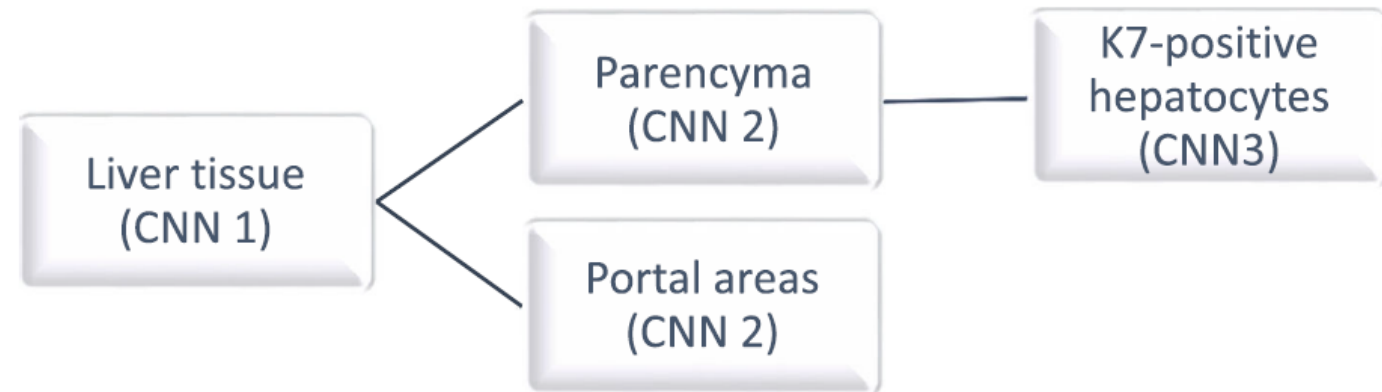 Liver tissue
(CNN 1)
Parencyma
(CNN 2)
Portal areas
(CNN 2)
K7-positive
hepatocytes
(CNN3)